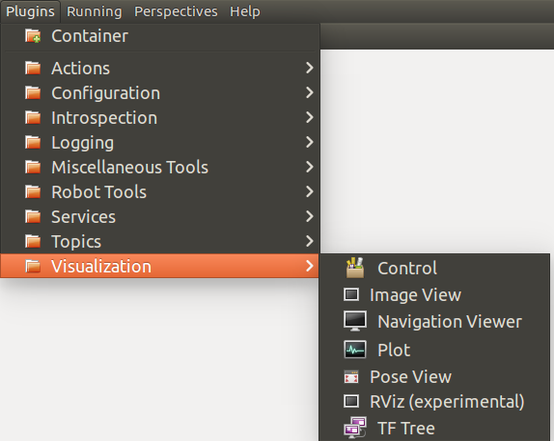 Plugins Running Perspectives Help
Container
Actions
Configuration
Introspection
Logging
Miscellaneous Tools
Robot Tools
Services
Topics
Visualization
Control
Image View
Navigation Viewer
Plot
Pose View
RViz (experimental)
TF Tree